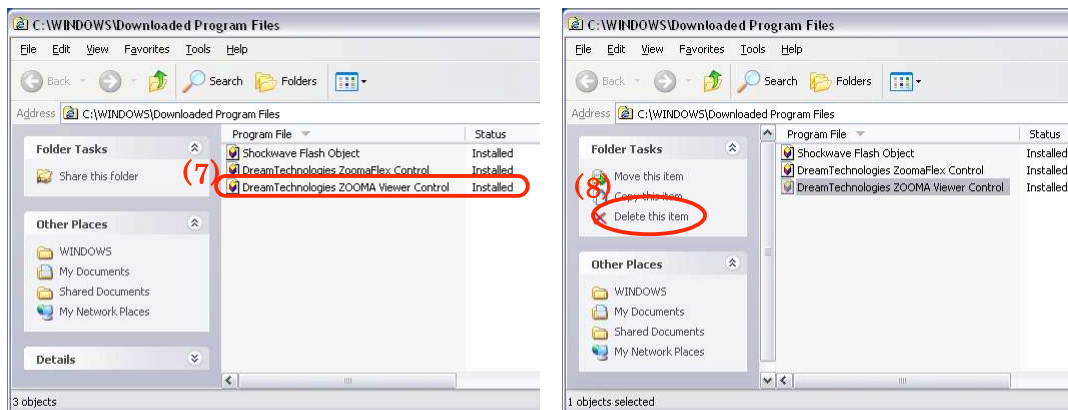 C:\WINDOWS\Downloaded Program Files
File Edit View Favorites Tools Help
Back Search Folders
Address C:\WINDOWS\Downloaded Program Files
Folder Tasks
Share this folder
Other Places
WINDOWS
My Documents
Shared Documents
My Network Places
Details
Program File Status
Shockwave Flash Object Installed
DreamTechnologies ZoomaFlex Control Installed
(7)
DreamTechnologies ZOOMA Viewer Control Installed
3 objects
C:\WINDOWS\Downloaded Program Files
File Edit View Favorites Tools Help
Back Search Folders
Address C:\WINDOWS\Downloaded Program Files
Folder Tasks
Move this item
(8)
Copy this item
Delete this item
Other Places
WINDOWS
My Documents
Shared Documents
My Network Places
Program File Status
Shockwave Flash Object Installed
DreamTechnologies ZoomaFlex Control Installed
DreamTechnologies ZOOMA Viewer Control Installed
1 objects selected